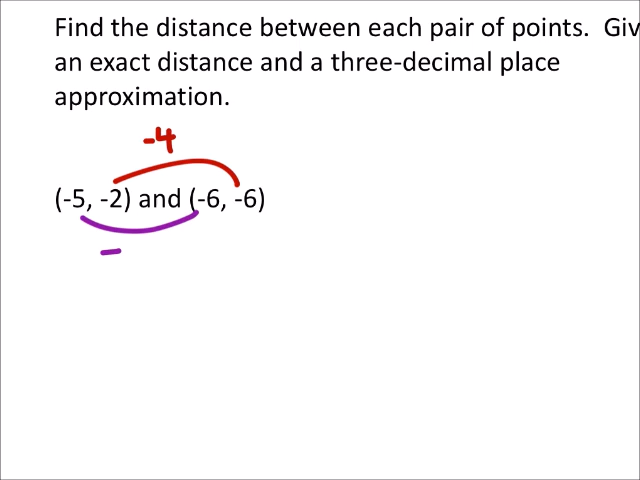 Find the distance between each pair of points. Giv
an exact distance and a three-decimal place
approximation.
-4
(-5, -2) and (-6, -6)
-